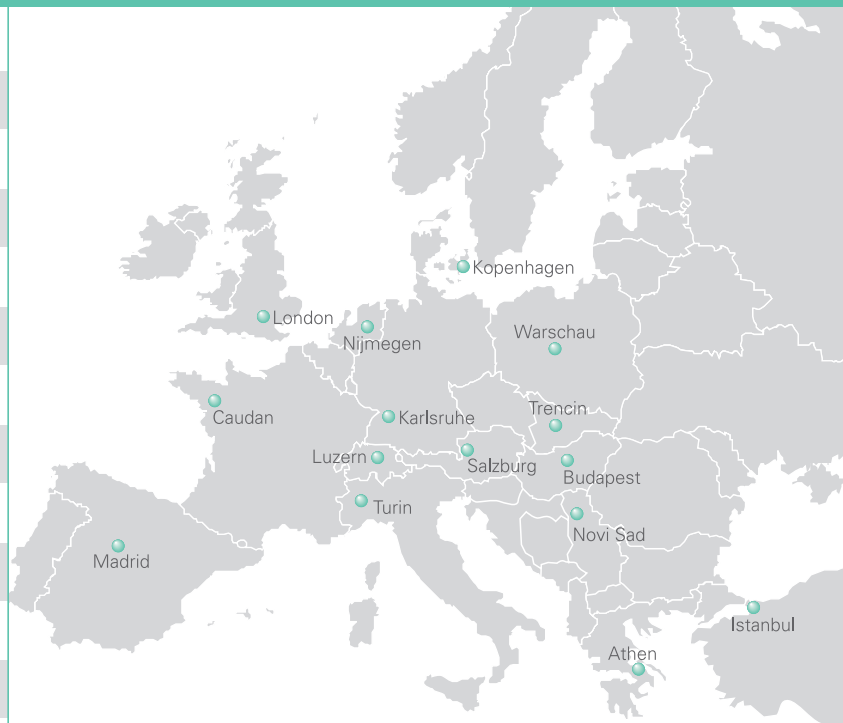 Kopenhagen
London
Warschau
Nijmegen
Trencin
Caudan
Karlsruhe
Luzern
Salzburg
Budapest
Turin
Novi Sad
Madrid
Istanbul
Athen